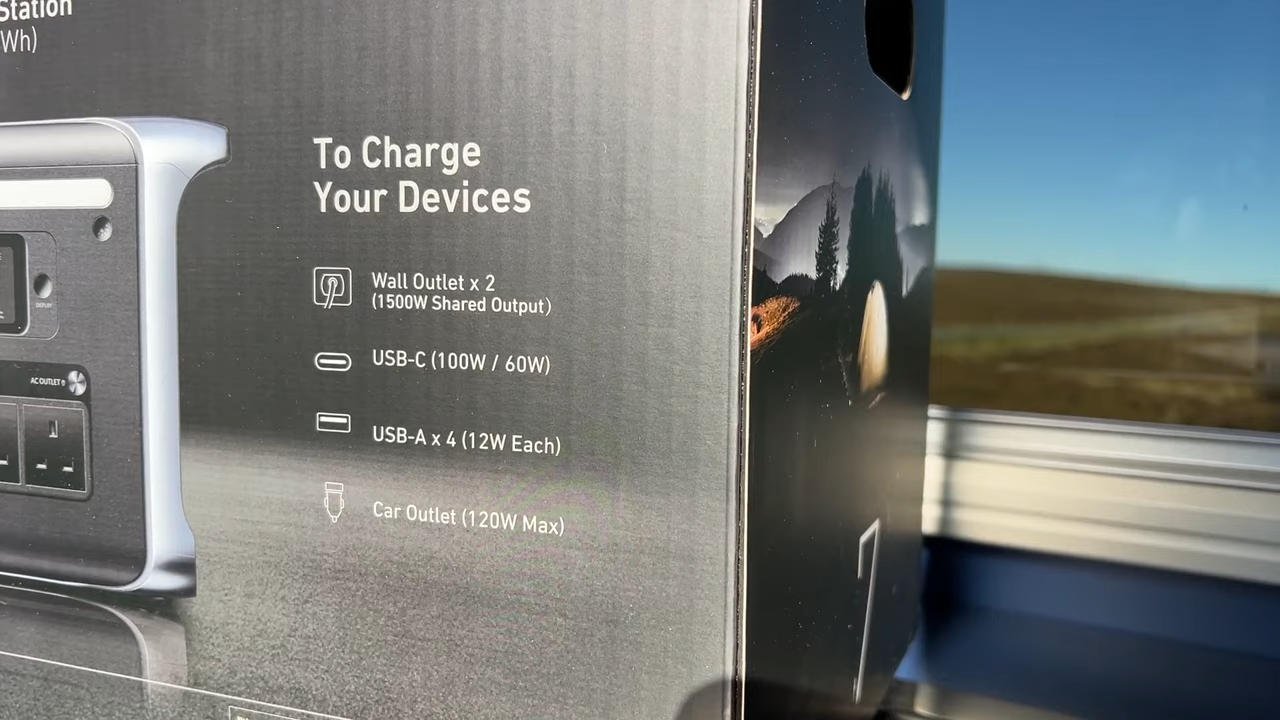 Station
Wh)
To Charge
Your Devices
Wall Outlet x 2
(1500W Shared Output)
USB-C (100W / 60W)
USB-A x 4 (12W Each)
Car Outlet (120W Max)
AC OUTLET